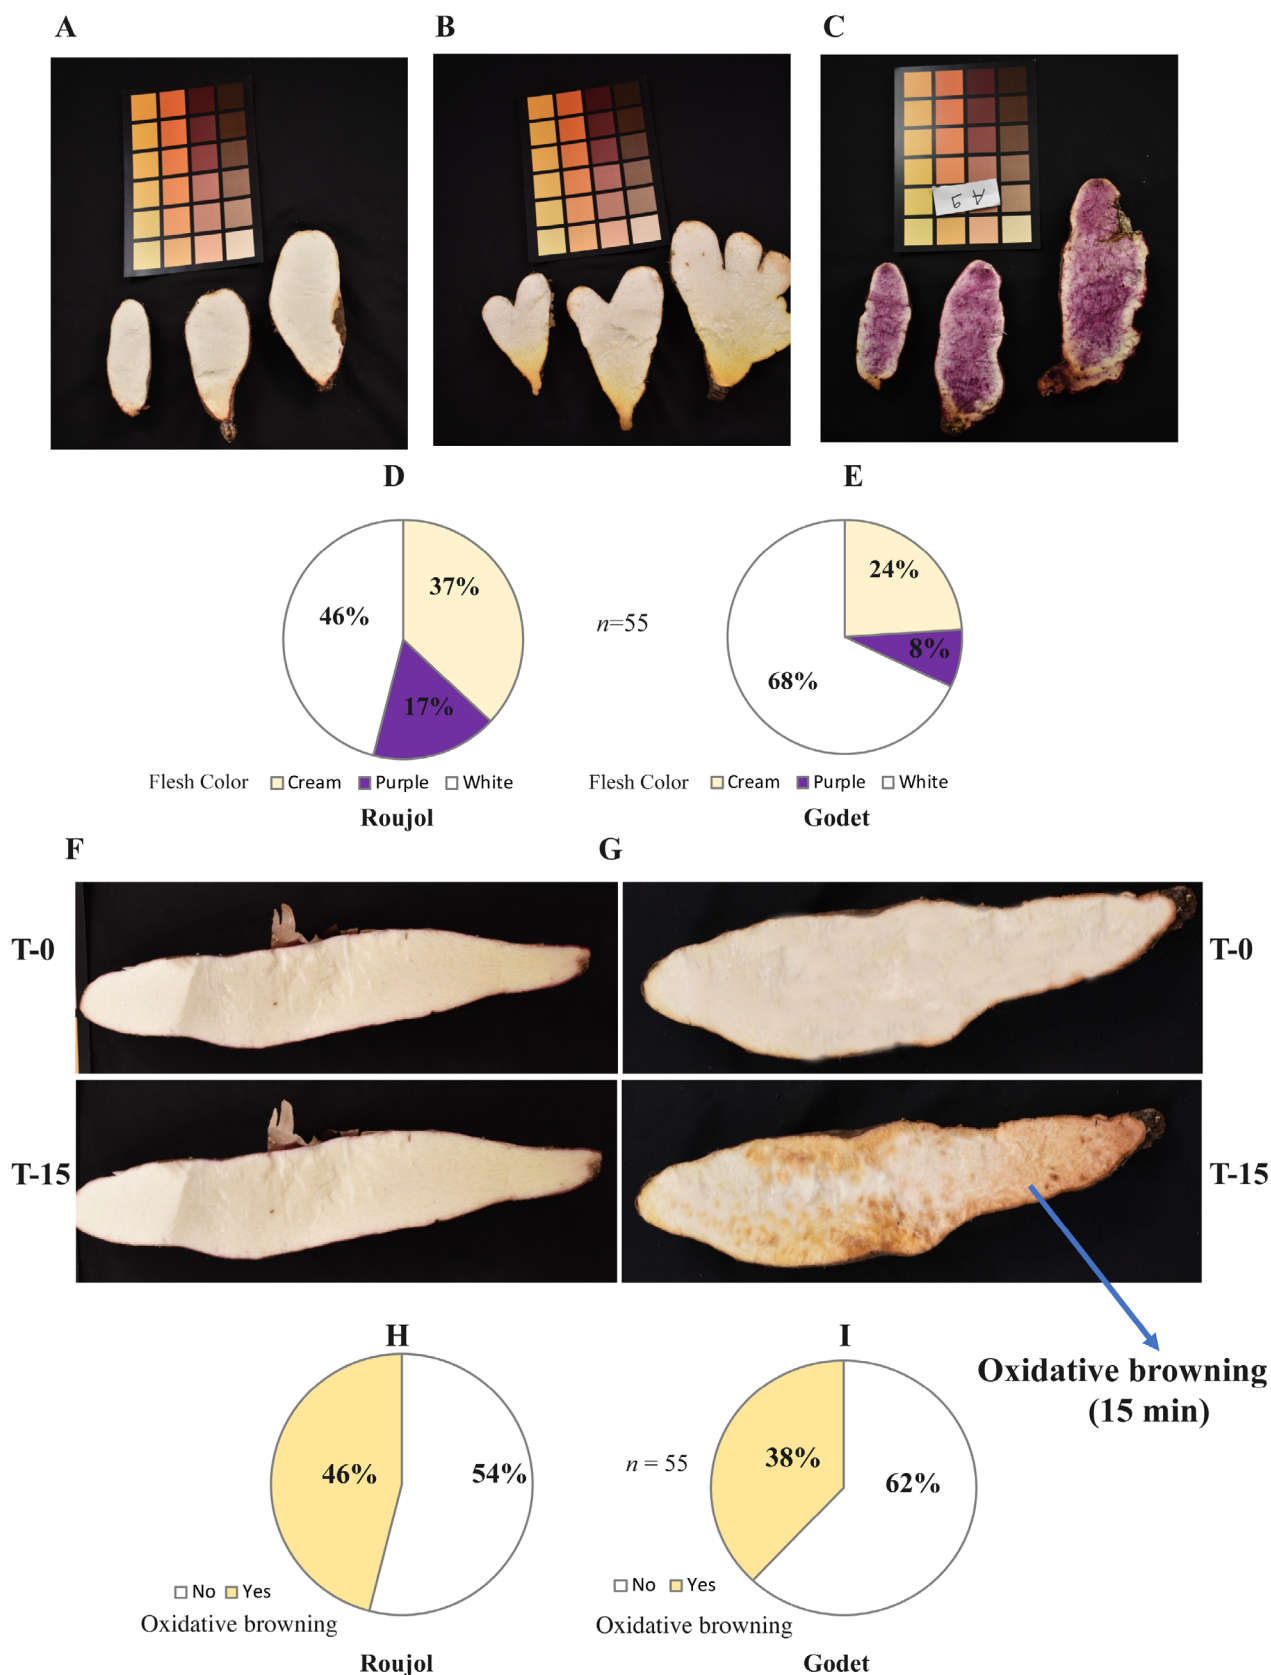 A
B
C
A 9
D
E
37%
46%
17%
n=55
24%
8%
68%
Flesh Color Cream Purple White
Roujol
Flesh Color Cream Purple White
Godet
F
G
T-0
T-0
T-15
T-15
Oxidative browning
(15 min)
H
I
46%
54%
n = 55
38%
62%
No Yes
Oxidative browning
Roujol
No Yes
Oxidative browning
Godet